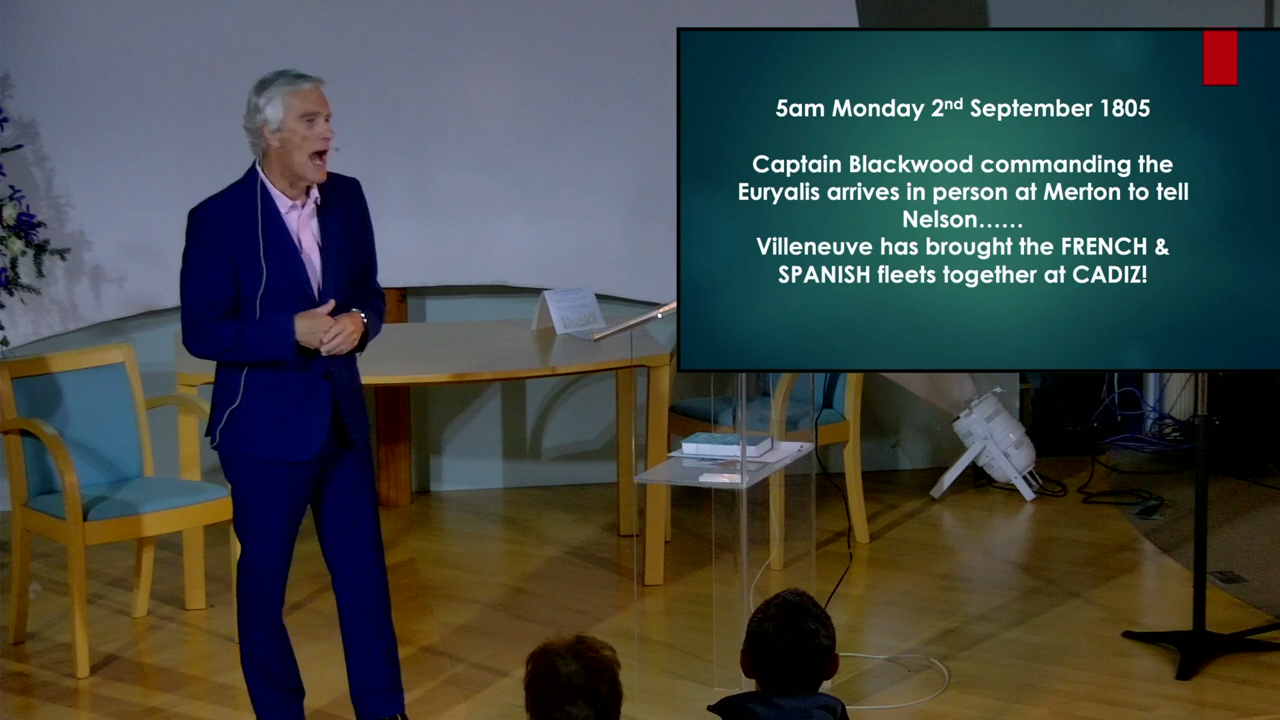 5am Monday 2nd September 1805
Captain Blackwood commanding the
Euryalis arrives in person at Merton to tell
Nelson......
Villeneuve has brought the FRENCH &
SPANISH fleets together at CADIZ!